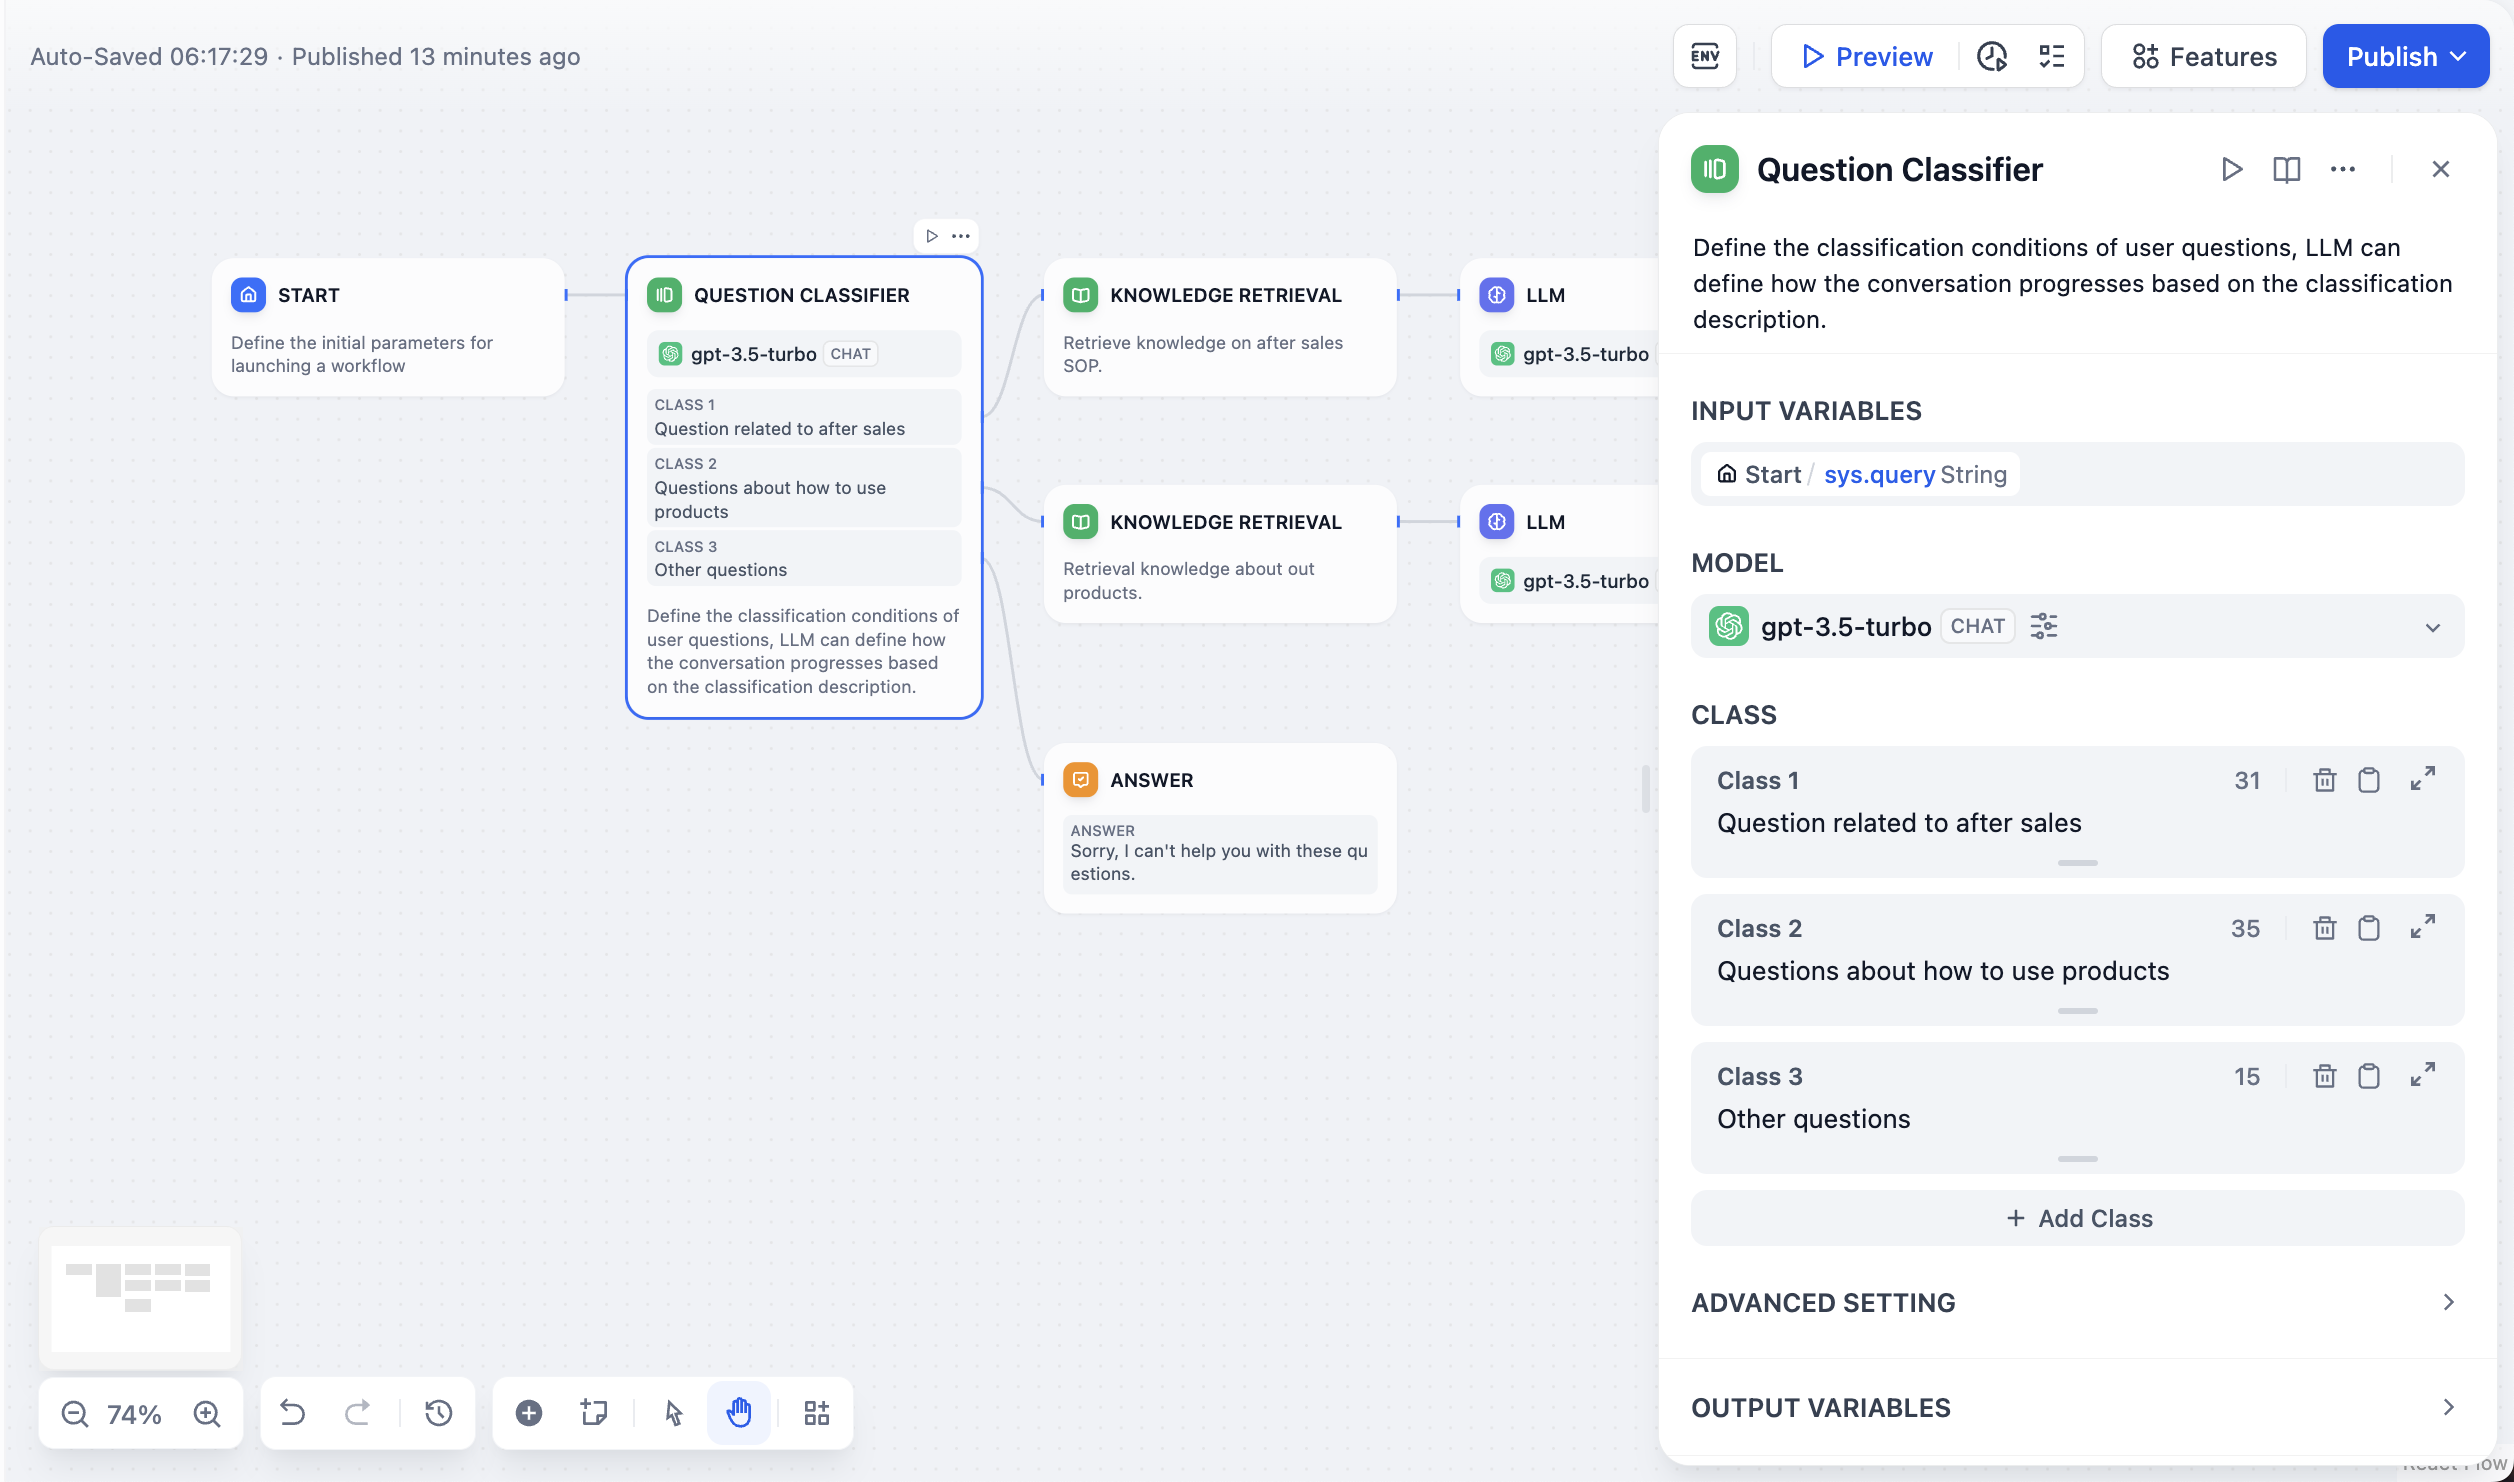 Auto-Saved 06:17:29 · Published 13 minutes ago
ENV
Preview
Features
Publish
START
Define the initial parameters for
launching a workflow
QUESTION CLASSIFIER
gpt-3.5-turbo CHAT
CLASS 1
Question related to after sales
CLASS 2
Questions about how to use
products
CLASS 3
Other questions
Define the classification conditions of
user questions, LLM can define how
the conversation progresses based
on the classification description.
KNOWLEDGE RETRIEVAL
Retrieve knowledge on after sales
SOP.
LLM
gpt-3.5-turbo
KNOWLEDGE RETRIEVAL
Retrieval knowledge about out
products.
LLM
gpt-3.5-turbo
ANSWER
ANSWER
Sorry, I can't help you with these qu
estions.
74%
Question Classifier
Define the classification conditions of user questions, LLM can
define how the conversation progresses based on the classification
description.
INPUT VARIABLES
Start / sys.query String
MODEL
gpt-3.5-turbo CHAT
CLASS
Class 1 31
Question related to after sales
Class 2 35
Questions about how to use products
Class 3 15
Other questions
+ Add Class
ADVANCED SETTING
OUTPUT VARIABLES
React Flow